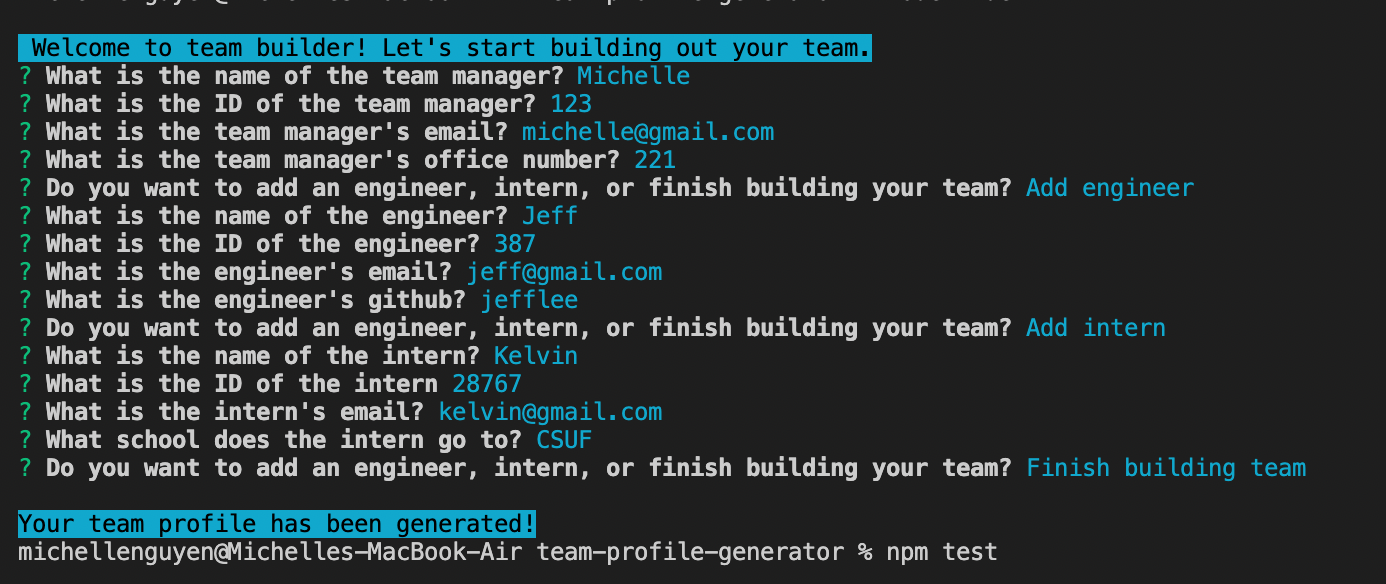 Welcome to team builder! Let's start building out your team.
? What is the name of the team manager? Michelle
? What is the ID of the team manager? 123
? What is the team manager's email? michelle@gmail.com
? What is the team manager's office number? 221
? Do you want to add an engineer, intern, or finish building your team? Add engineer
? What is the name of the engineer? Jeff
? What is the ID of the engineer? 387
? What is the engineer's email? jeff@gmail.com
? What is the engineer's github? jefflee
? Do you want to add an engineer, intern, or finish building your team? Add intern
? What is the name of the intern? Kelvin
? What is the ID of the intern 28767
? What is the intern's email? kelvin@gmail.com
? What school does the intern go to? CSUF
? Do you want to add an engineer, intern, or finish building your team? Finish building team
Your team profile has been generated!
michellenguyen@Michelles-MacBook-Air team-profile-generator % npm test